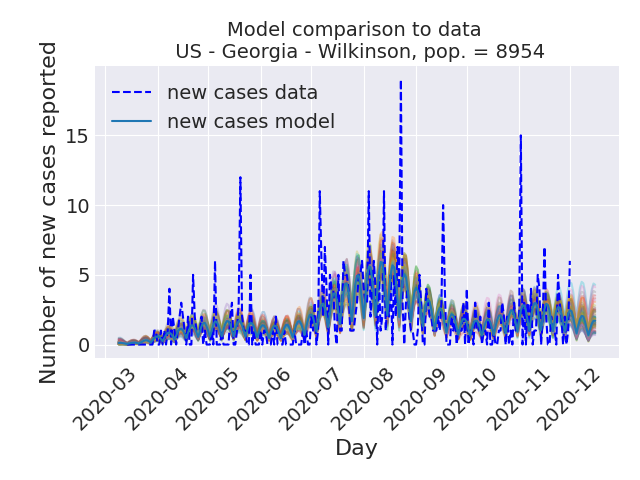 Model comparison to data
US - Georgia - Wilkinson, pop. = 8954
new cases data
new cases model
Number of new cases reported
15
10
5
0
2020-03
2020-04
2020-05
2020-06
2020-07
2020-08
2020-09
2020-10
2020-11
2020-12
Day